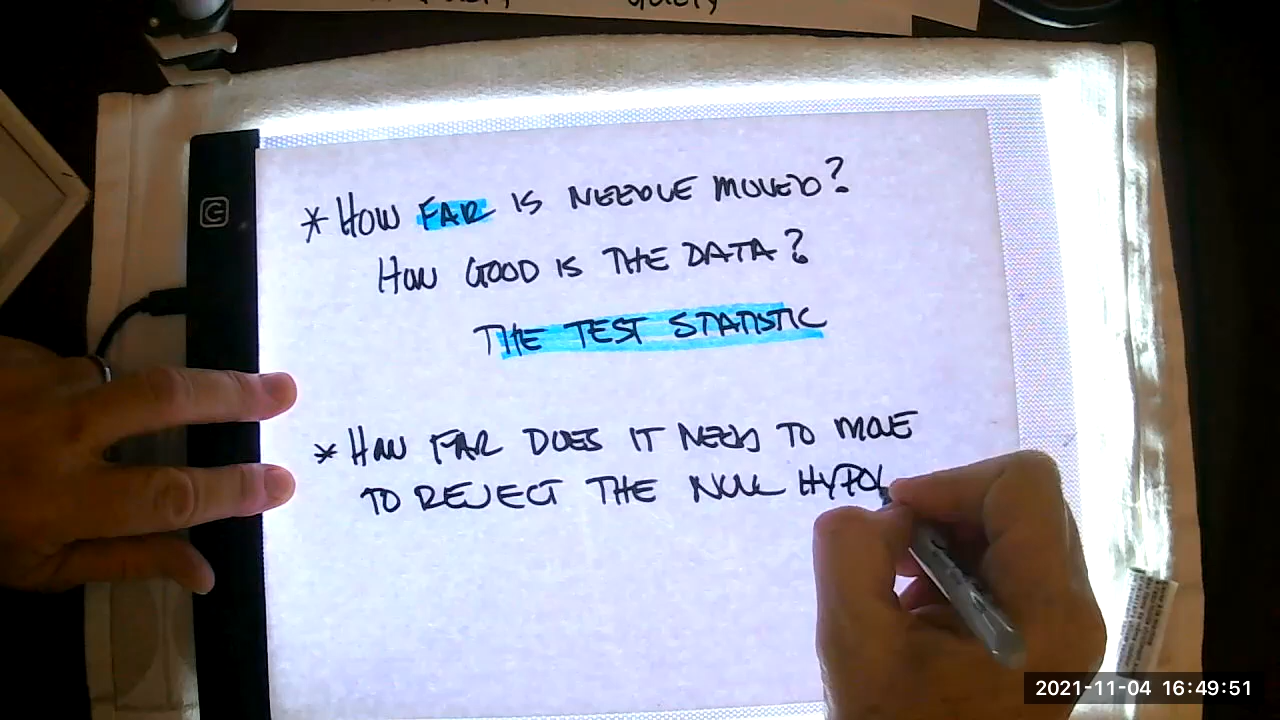 * HOW FAR IS NEEDLE MOVED?
HOW GOOD IS THE DATA?
THE TEST STATISTIC
* HOW FAR DOES IT NEED TO MOVE
TO REJECT THE NULL HYPO
2021-11-04 16:49:51